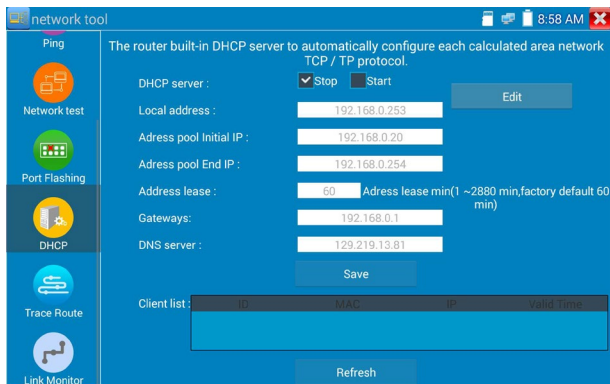 network tool
8:58 AM
Ping
Network test
Port Flashing
DHCP
Trace Route
Link Monitor
The router built-in DHCP server to automatically configure each calculated area network
TCP / TP protocol.
DHCP server :
Stop
Start
Edit
Local address :
192.168.0.253
Adress pool Initial IP :
192.168.0.20
Adress pool End IP :
192.168.0.254
Address lease :
60
Adress lease min(1 ~2880 min,factory default 60
min)
Gateways:
192.168.0.1
DNS server :
129.219.13.81
Save
Client list :
ID
MAC
IP
Valid Time
Refresh